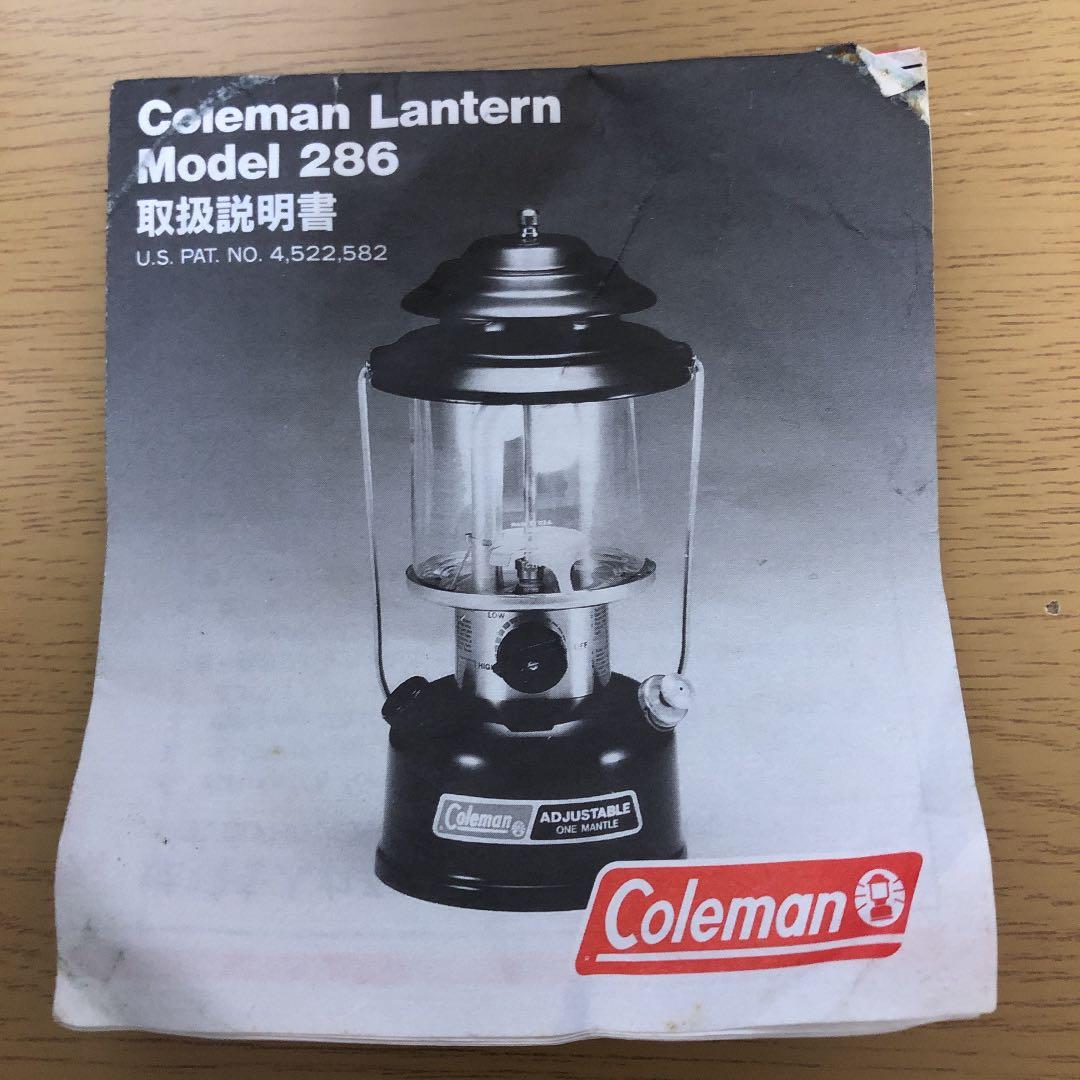 Coleman Lantern
Model 286
取扱説明書
U.S. PAT. NO. 4,522,582
LOW
OFF
HIGH
Coleman
ADJUSTABLE
ONE MANTLE
Coleman